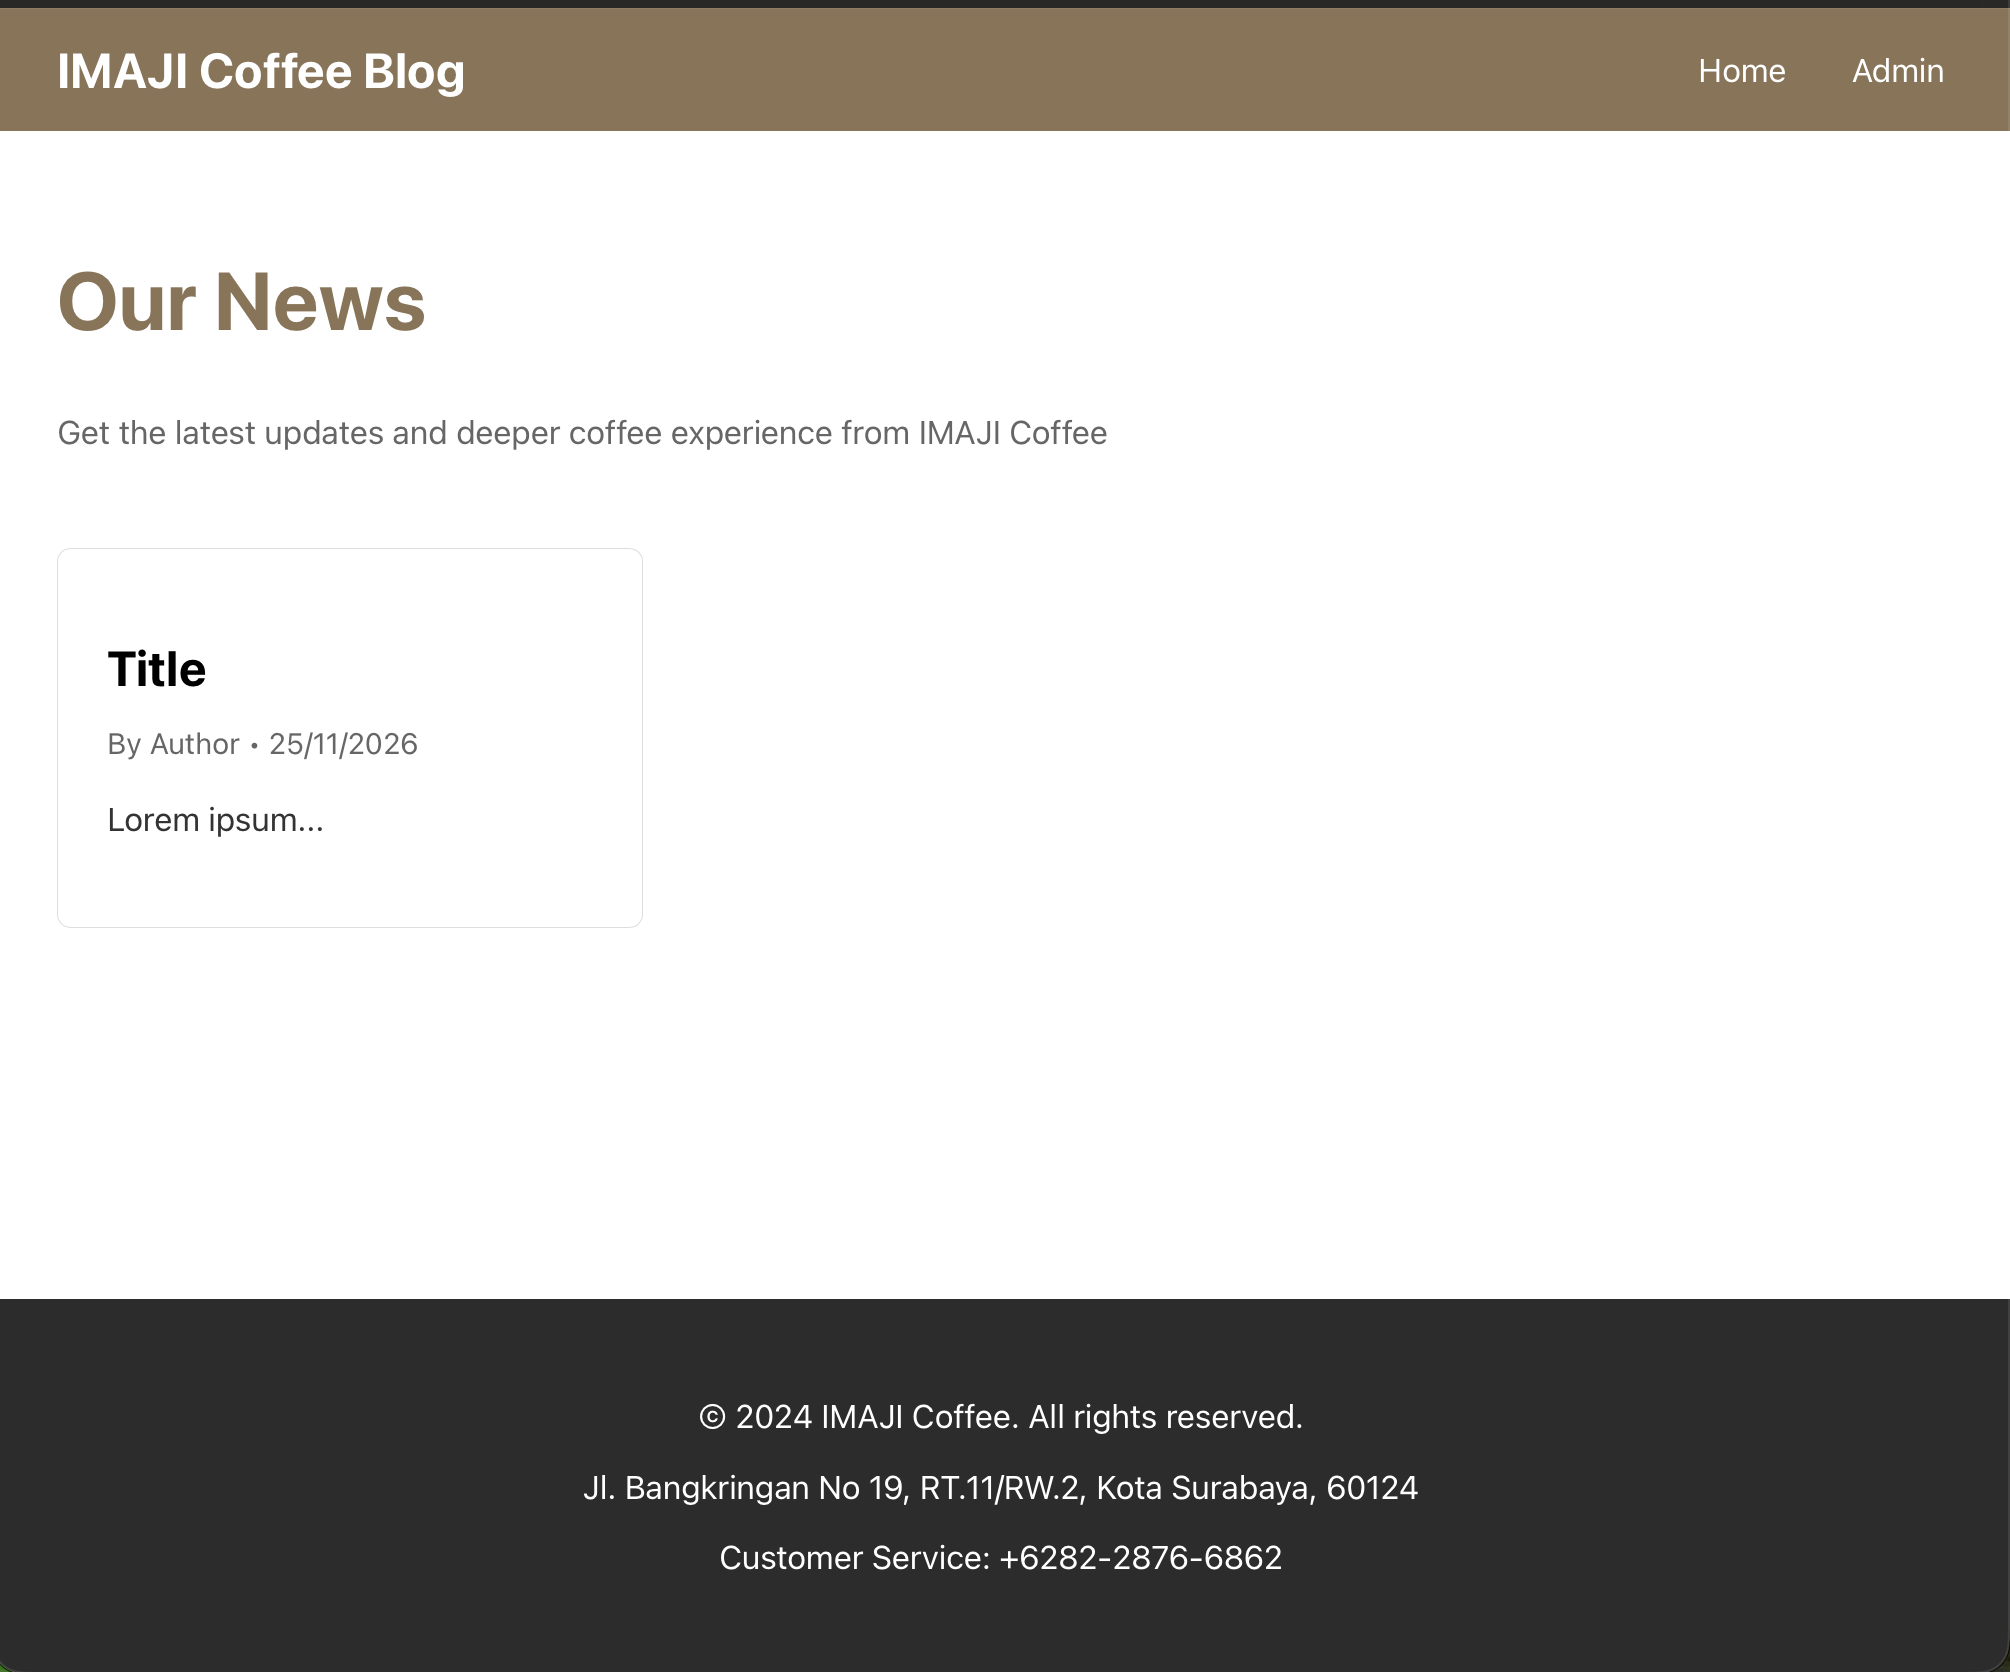 IMAJI Coffee Blog
Home Admin
Our News
Get the latest updates and deeper coffee experience from IMAJI Coffee
Title
By Author • 25/11/2026
Lorem ipsum...
© 2024 IMAJI Coffee. All rights reserved.
Jl. Bangkringan No 19, RT.11/RW.2, Kota Surabaya, 60124
Customer Service: +6282-2876-6862